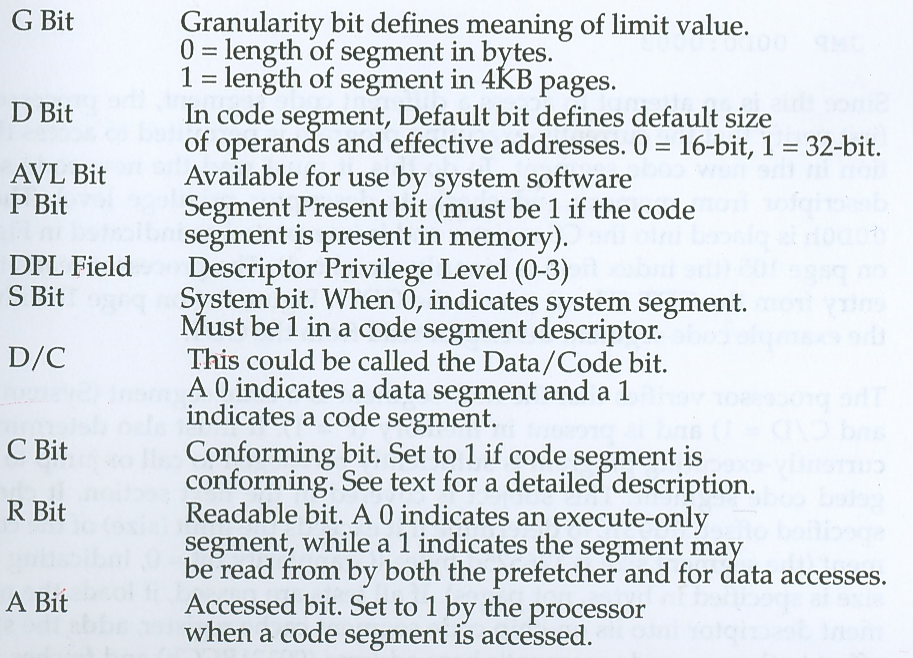 G Bit Granularity bit defines meaning of limit value.
0 = length of segment in bytes.
1 = length of segment in 4KB pages.
D Bit In code segment, Default bit defines default size
of operands and effective addresses. 0 = 16-bit, 1 = 32-bit.
AVL Bit Available for use by system software
P Bit Segment Present bit (must be 1 if the code
segment is present in memory).
DPL Field Descriptor Privilege Level (0-3)
S Bit System bit. When 0, indicates system segment.
Must be 1 in a code segment descriptor.
D/C This could be called the Data/Code bit.
A 0 indicates a data segment and a 1
indicates a code segment.
C Bit Conforming bit. Set to 1 if code segment is
conforming. See text for a detailed description.
R Bit Readable bit. A 0 indicates an execute-only
segment, while a 1 indicates the segment may
be read from by both the prefetcher and for data accesses.
A Bit Accessed bit. Set to 1 by the processor
when a code segment is accessed.